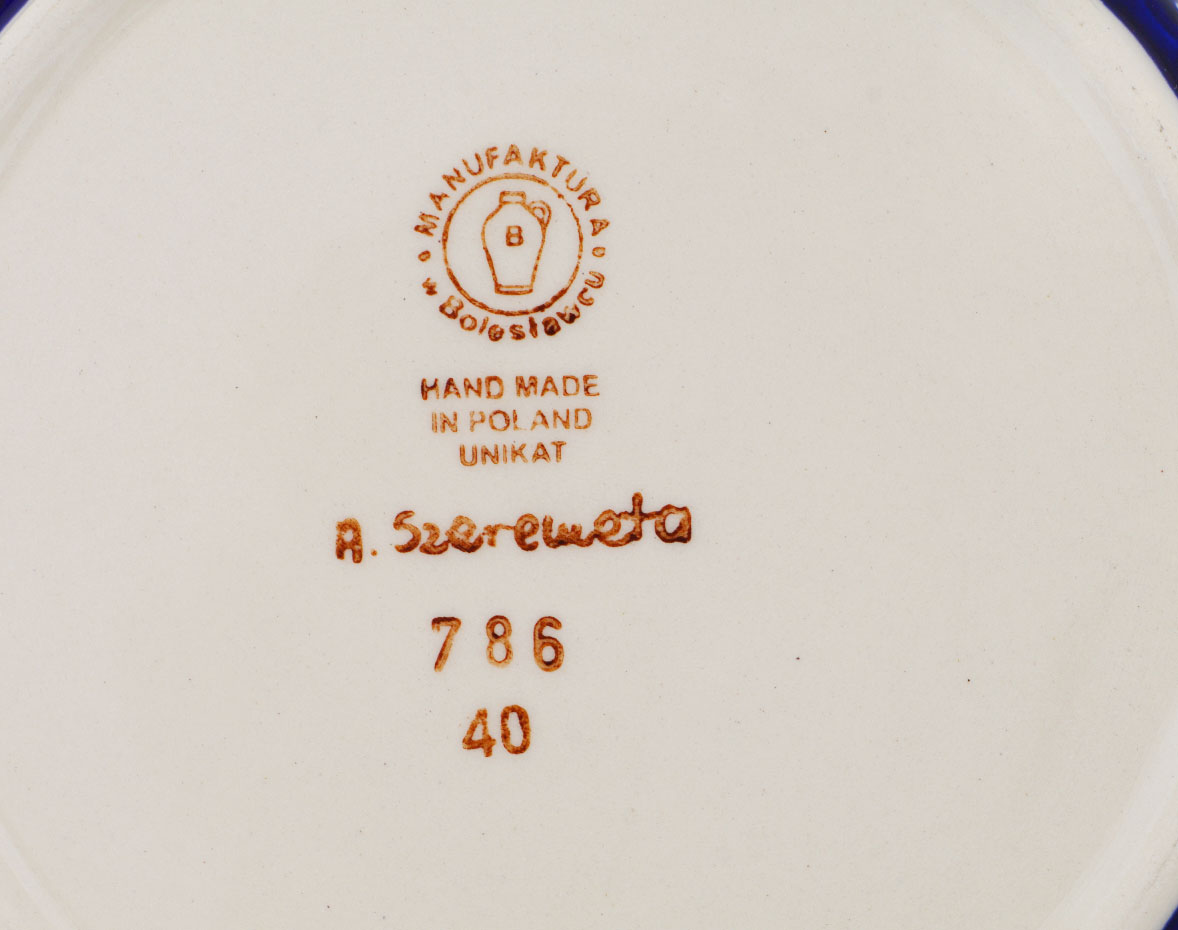 MANUFAKTURA
w Bolesławcu
B
HAND MADE
IN POLAND
UNIKAT
A. Szeremeta
786
40